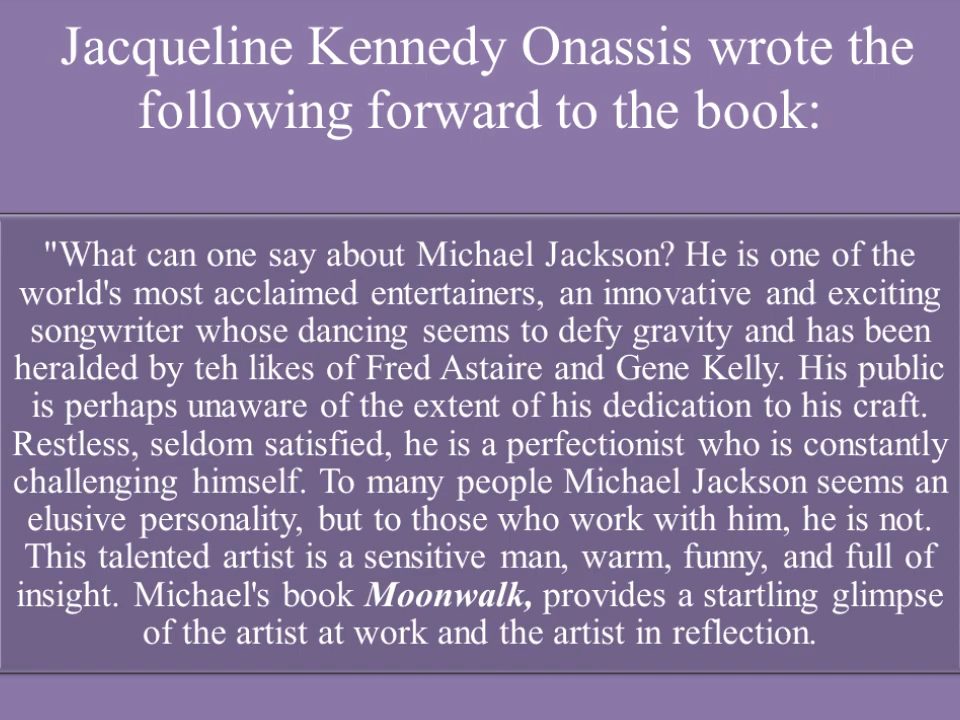 Jacqueline Kennedy Onassis wrote the
following forward to the book:
"What can one say about Michael Jackson? He is one of the
world's most acclaimed entertainers, an innovative and exciting
songwriter whose dancing seems to defy gravity and has been
heralded by teh likes of Fred Astaire and Gene Kelly. His public
is perhaps unaware of the extent of his dedication to his craft.
Restless, seldom satisfied, he is a perfectionist who is constantly
challenging himself. To many people Michael Jackson seems an
elusive personality, but to those who work with him, he is not.
This talented artist is a sensitive man, warm, funny, and full of
insight. Michael's book Moonwalk, provides a startling glimpse
of the artist at work and the artist in reflection.